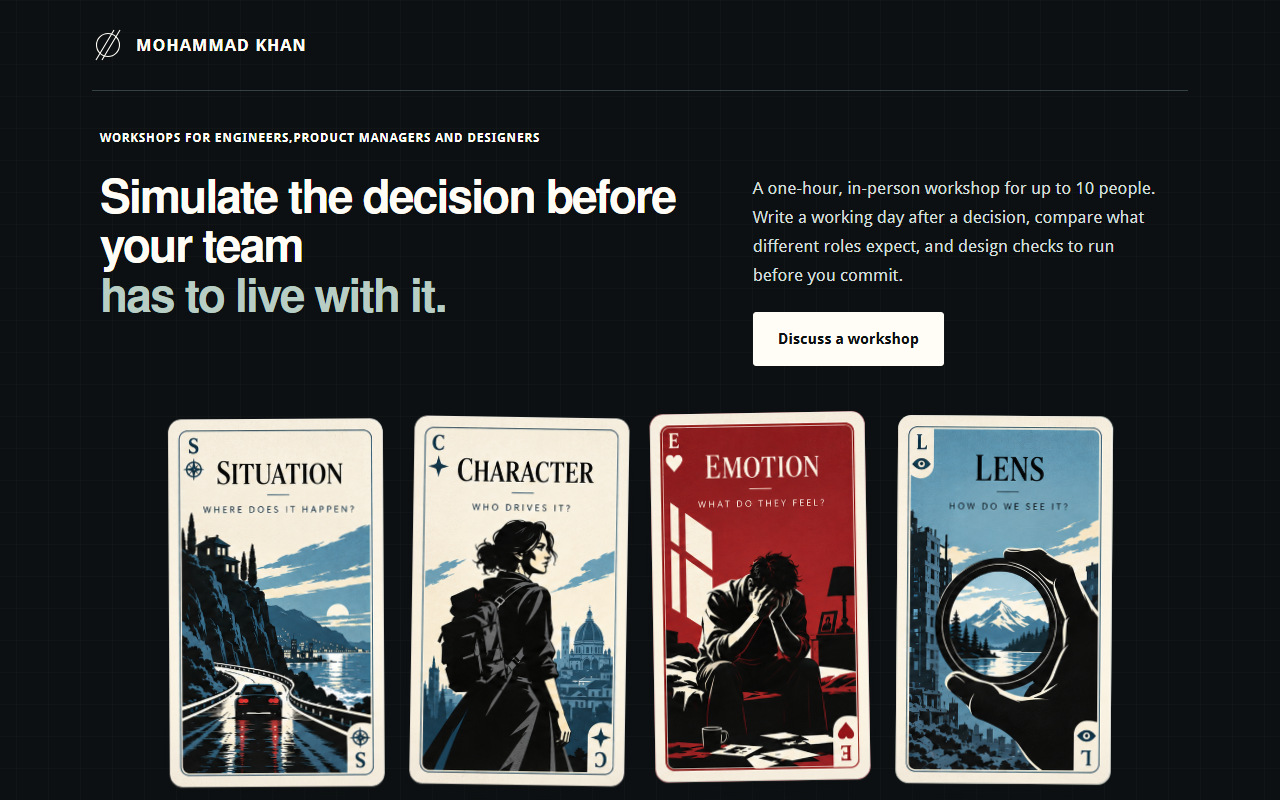 MOHAMMAD KHAN
WORKSHOPS FOR ENGINEERS,PRODUCT MANAGERS AND DESIGNERS
Simulate the decision before
your team
has to live with it.
A one-hour, in-person workshop for up to 10 people.
Write a working day after a decision, compare what
different roles expect, and design checks to run
before you commit.
Discuss a workshop
S
SITUATION
WHERE DOES IT HAPPEN?
S
C
CHARACTER
WHO DRIVES IT?
C
E
EMOTION
WHAT DO THEY FEEL?
E
L
LENS
HOW DO WE SEE IT?
L